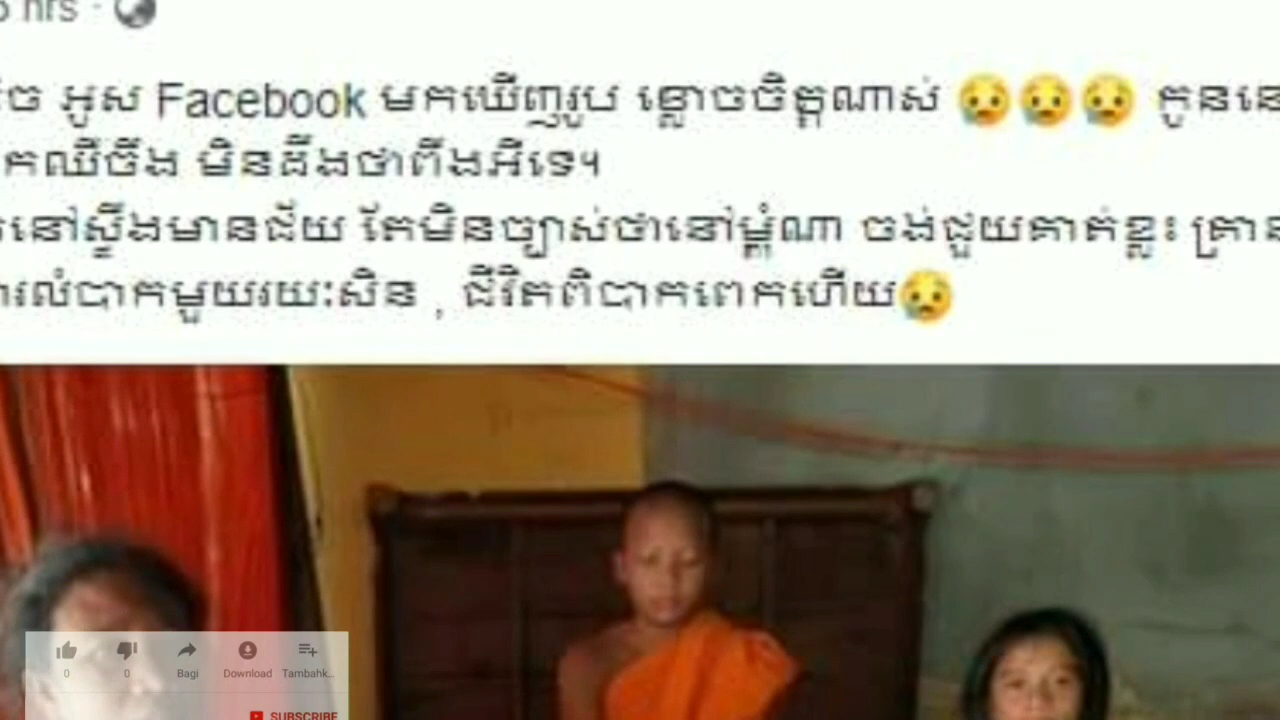 hrs ·
អូស Facebook មកឃើញរូប ខ្លោចចិត្តណាស់ 😥😥😥 កូននៅ
កឈឺចឹង មិនដឹងថាពឹងអីទេ។
នៅស្ទឹងមានជ័យ តែមិនច្បាស់ថានៅម្តុំណា ចង់ជួយគាត់ខ្លះ គ្រាន់
លំបាកមួយរយៈសិន , ជីវិតពិបាកពេកហើយ😥
0 0 Bagi Download Tambahk...
SUBSCRIBE